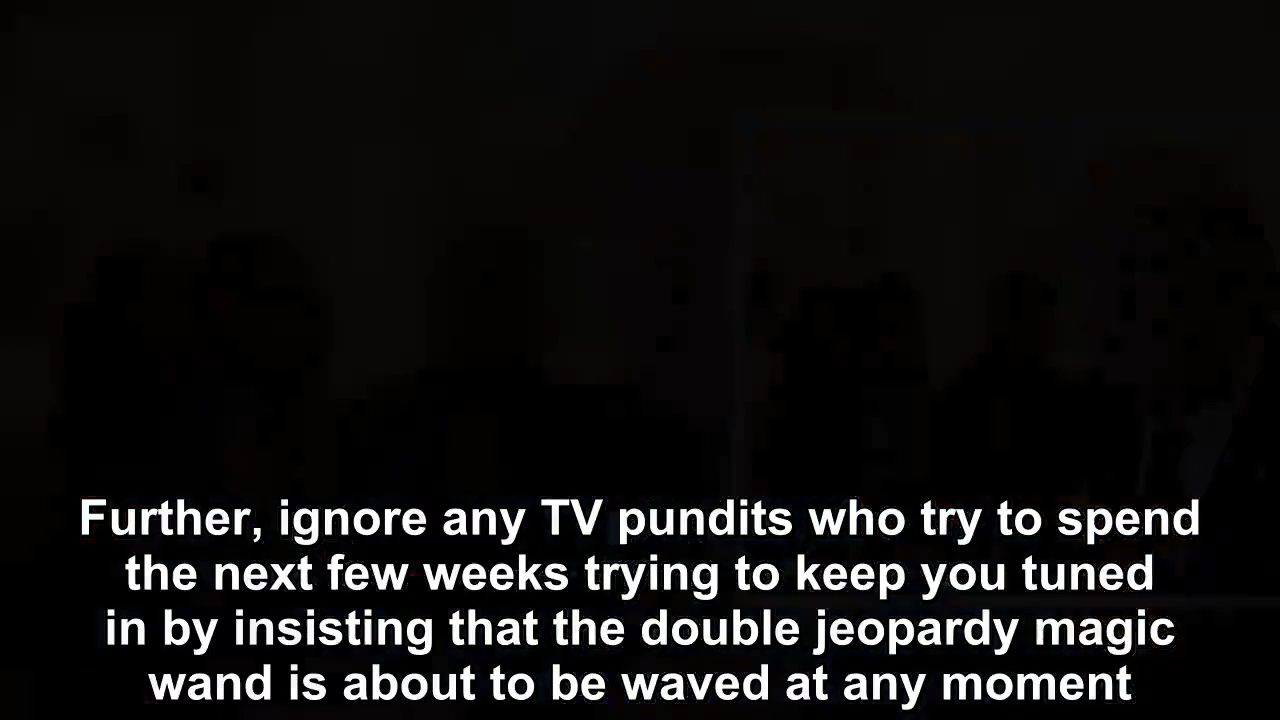 Further, ignore any TV pundits who try to spend
the next few weeks trying to keep you tuned
in by insisting that the double jeopardy magic
wand is about to be waved at any moment